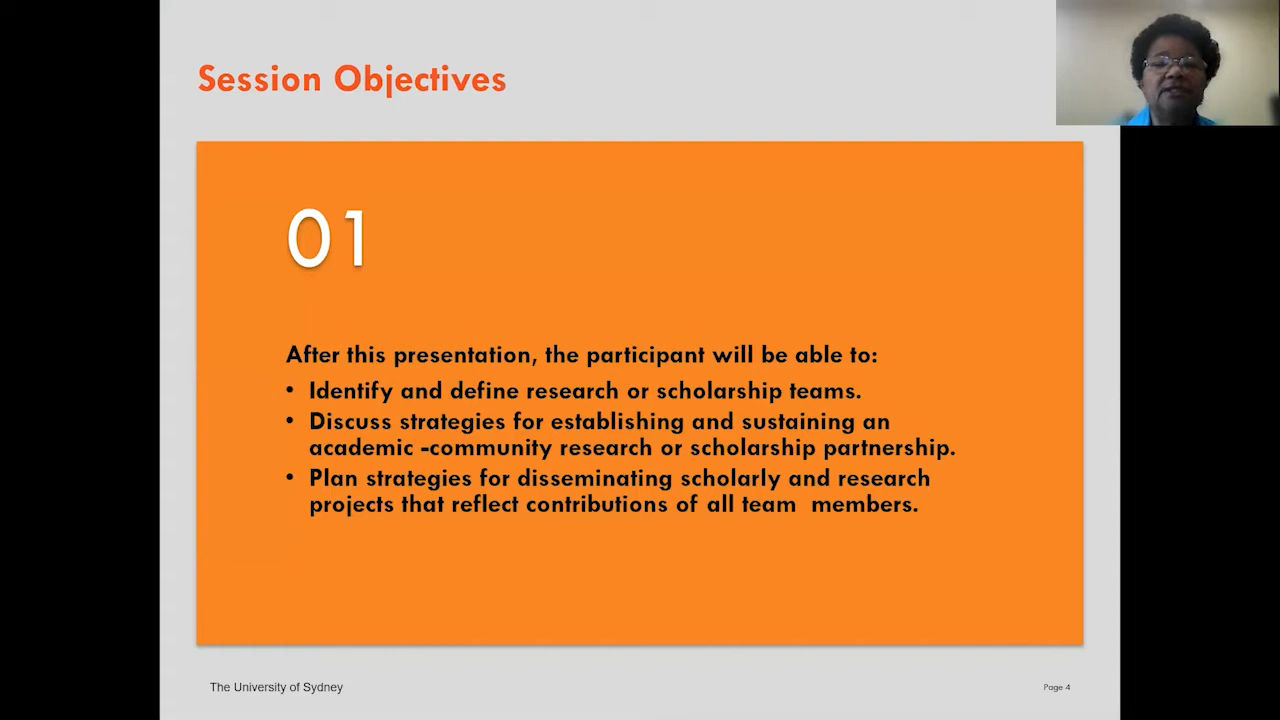 Session Objectives
01
After this presentation, the participant will be able to:
• Identify and define research or scholarship teams.
• Discuss strategies for establishing and sustaining an
academic -community research or scholarship partnership.
• Plan strategies for disseminating scholarly and research
projects that reflect contributions of all team  members.
The University of Sydney
Page 4